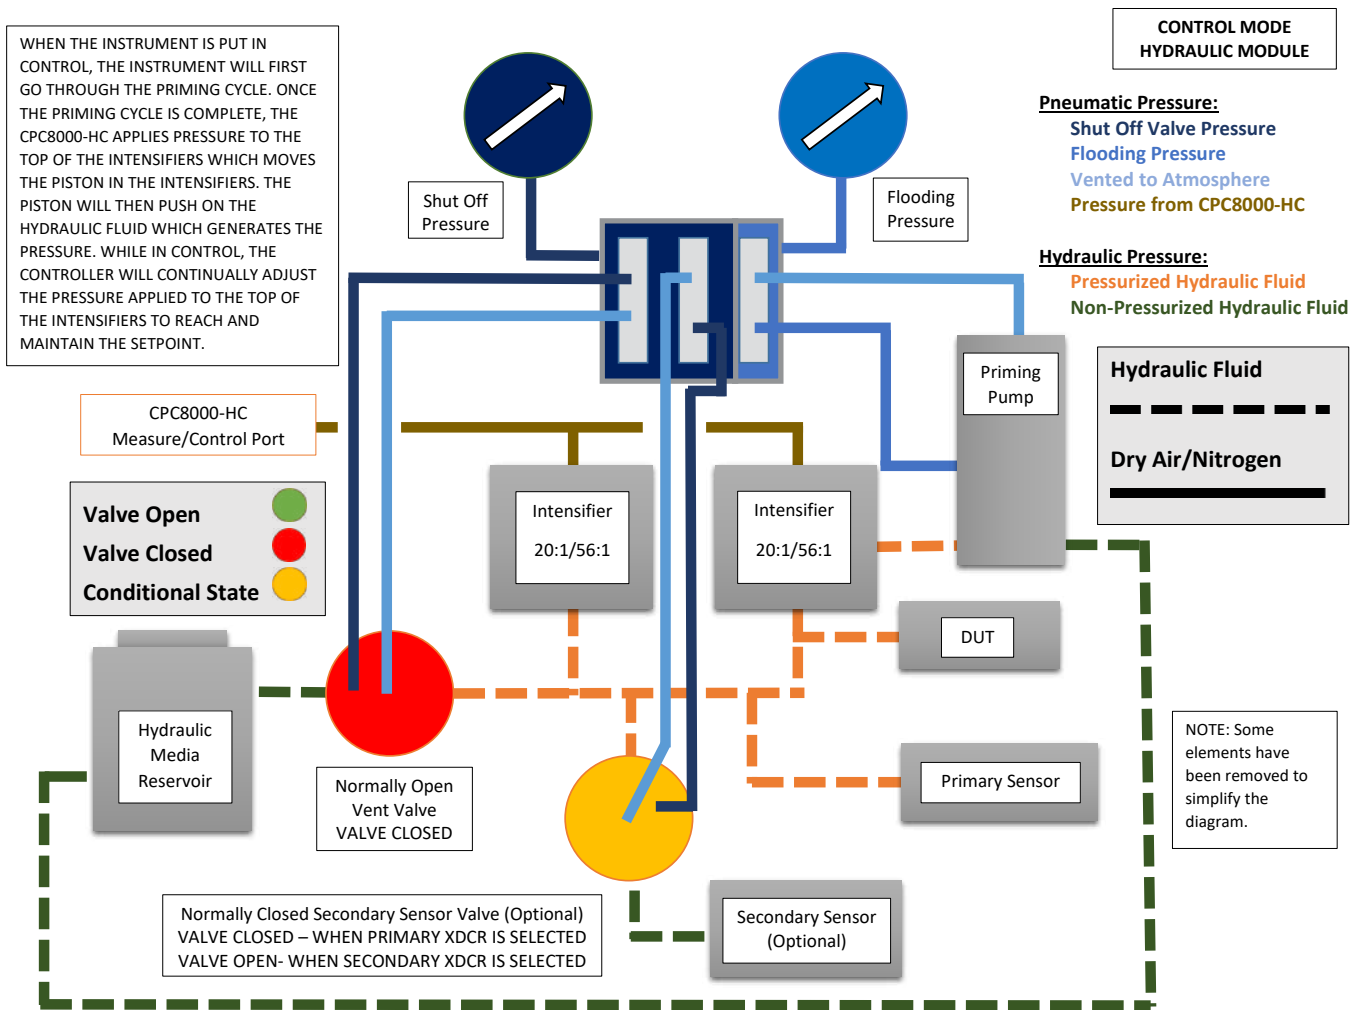 WHEN THE INSTRUMENT IS PUT IN
CONTROL, THE INSTRUMENT WILL FIRST
GO THROUGH THE PRIMING CYCLE. ONCE
THE PRIMING CYCLE IS COMPLETE, THE
CPC8000-HC APPLIES PRESSURE TO THE
TOP OF THE INTENSIFIERS WHICH MOVES
THE PISTON IN THE INTENSIFIERS. THE
PISTON WILL THEN PUSH ON THE
HYDRAULIC FLUID WHICH GENERATES THE
PRESSURE. WHILE IN CONTROL, THE
CONTROLLER WILL CONTINUALLY ADJUST
THE PRESSURE APPLIED TO THE TOP OF
THE INTENSIFIERS TO REACH AND
MAINTAIN THE SETPOINT.
CONTROL MODE
HYDRAULIC MODULE
Pneumatic Pressure:
Shut Off Valve Pressure
Flooding Pressure
Vented to Atmosphere
Pressure from CPC8000-HC
Hydraulic Pressure:
Pressurized Hydraulic Fluid
Non-Pressurized Hydraulic Fluid
Shut Off
Pressure
Flooding
Pressure
Priming
Pump
Hydraulic Fluid
Dry Air/Nitrogen
CPC8000-HC
Measure/Control Port
Valve Open
Valve Closed
Conditional State
Intensifier
20:1/56:1
Intensifier
20:1/56:1
DUT
Hydraulic
Media
Reservoir
Normally Open
Vent Valve
VALVE CLOSED
Primary Sensor
NOTE: Some
elements have
been removed to
simplify the
diagram.
Normally Closed Secondary Sensor Valve (Optional)
VALVE CLOSED – WHEN PRIMARY XDCR IS SELECTED
VALVE OPEN- WHEN SECONDARY XDCR IS SELECTED
Secondary Sensor
(Optional)